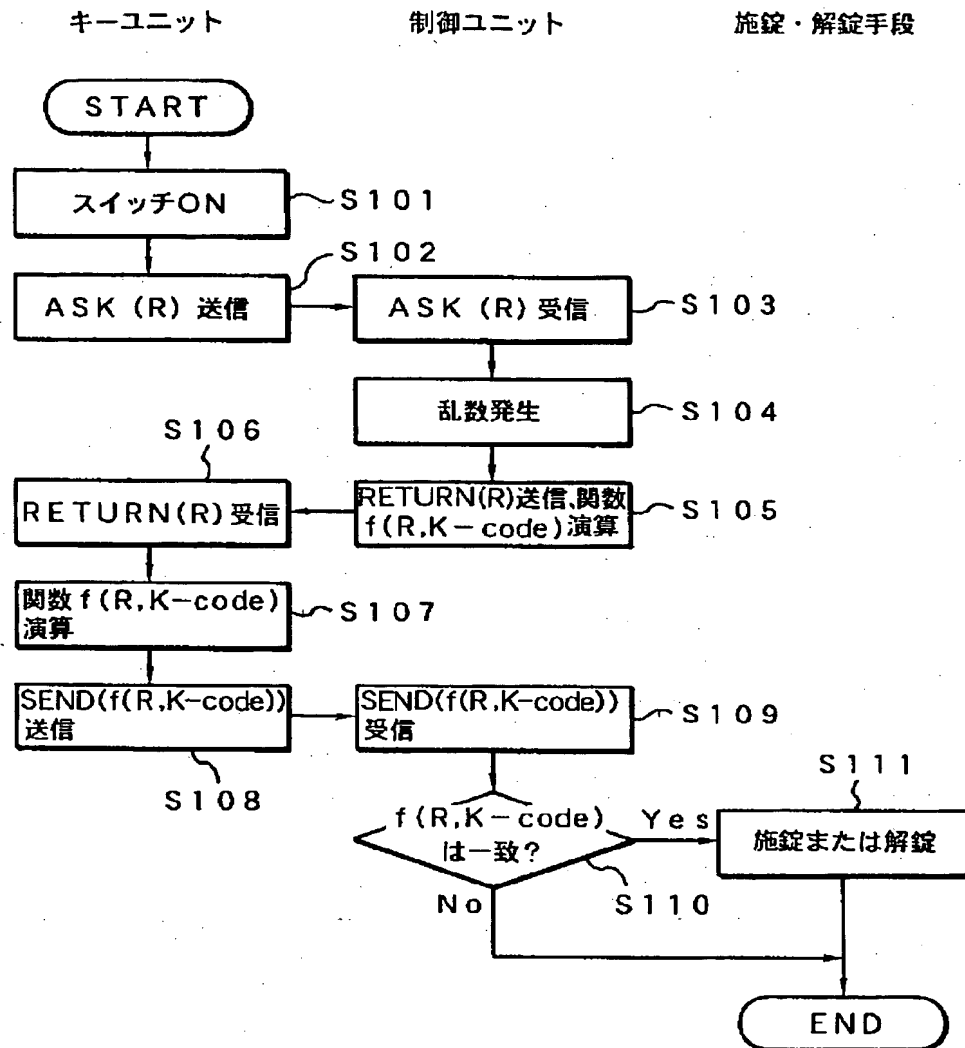 キーユニット
制御ユニット
施錠・解錠手段
START
スイッチON
S101
S102
ASK (R) 送信
ASK (R) 受信
S103
乱数発生
S104
S106
RETURN(R)受信
RETURN(R)送信、関数
f(R,K-code)演算
S105
関数f(R,K-code)
演算
S107
SEND(f(R,K-code))
送信
SEND(f(R,K-code))
受信
S109
S108
S111
f(R,K-code)
は一致?
Yes
施錠または解錠
S110
No
END